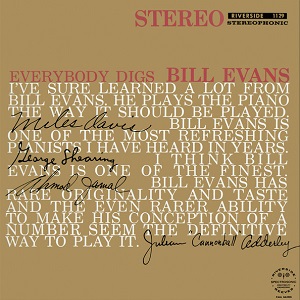 STEREO
RIVERSIDE 1129
STEREOPHONIC
EVERYBODY DIGS BILL EVANS
I'VE SURE LEARNED A LOT FROM
BILL EVANS. HE PLAYS THE PIANO
THE WAY IT SHOULD BE PLAYED.
Miles Davis BILL EVANS IS
ONE OF THE MOST REFRESHING
PIANISTS I HAVE HEARD IN YEARS.
George Shearing I THINK BILL
EVANS IS ONE OF THE FINEST.
Ahmad Jamal BILL EVANS HAS
RARE ORIGINALITY AND TASTE
AND THE EVEN RARER ABILITY
TO MAKE HIS CONCEPTION OF A
NUMBER SEEM THE DEFINITIVE
WAY TO PLAY IT. Julian "Cannonball" Adderley
RIVERSIDE